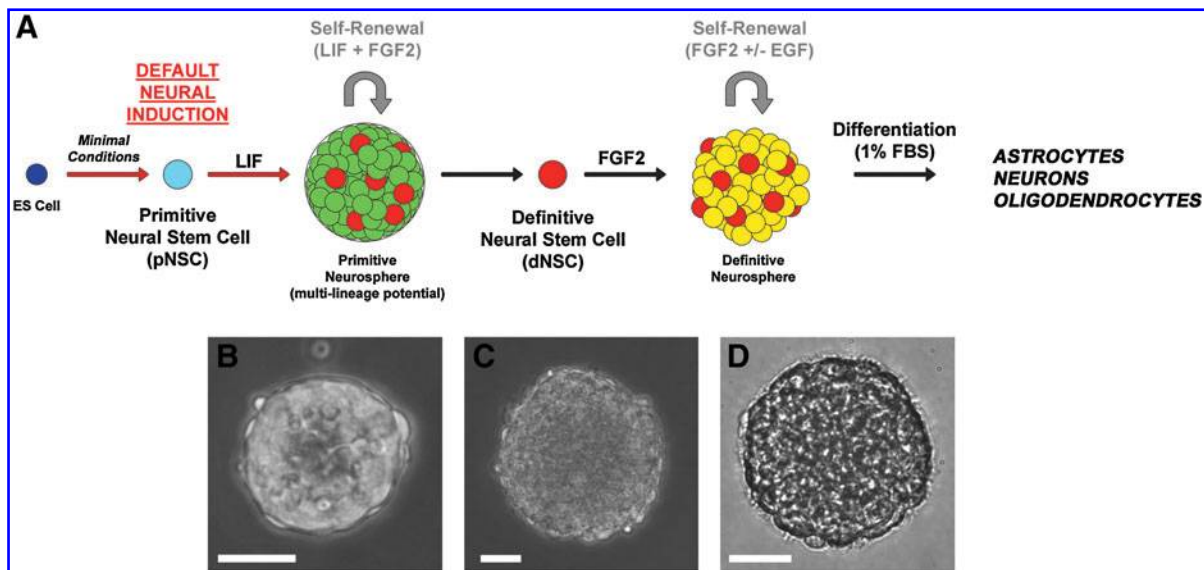 A
Self-Renewal
(LIF + FGF2)
Self-Renewal
(FGF2 +/- EGF)
DEFAULT
NEURAL
INDUCTION
Minimal
Conditions
LIF
FGF2
Differentiation
(1% FBS)
ES Cell
Primitive
Neural Stem Cell
(pNSC)
Primitive
Neurosphere
(multi-lineage potential)
Definitive
Neural Stem Cell
(dNSC)
Definitive
Neurosphere
ASTROCYTES
NEURONS
OLIGODENDROCYTES
B
C
D